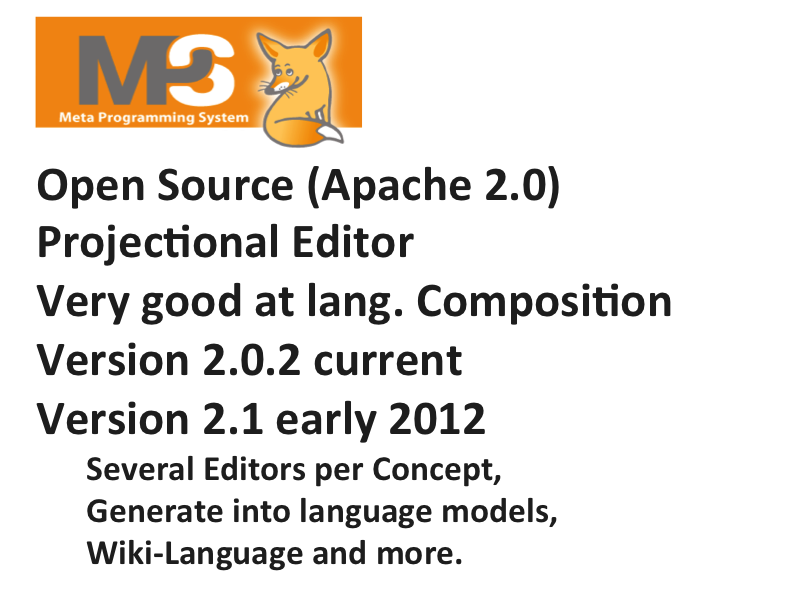 MPS
Meta Programming System
Open Source (Apache 2.0)
Projectional Editor
Very good at lang. Composition
Version 2.0.2 current
Version 2.1 early 2012
Several Editors per Concept,
Generate into language models,
Wiki-Language and more.